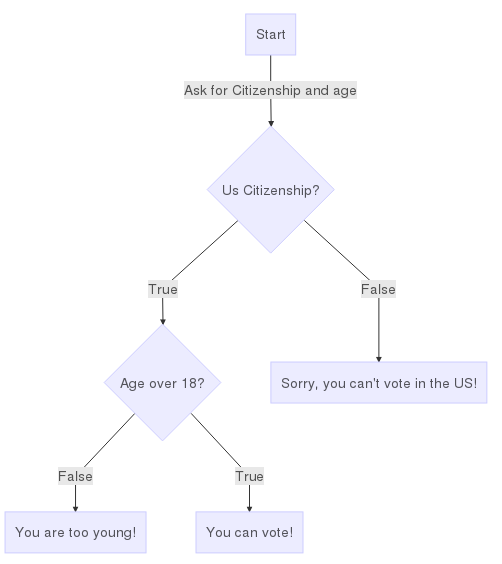 Start
Ask for Citizenship and age
Us Citizenship?
True
False
Age over 18?
Sorry, you can't vote in the US!
False
True
You are too young!
You can vote!